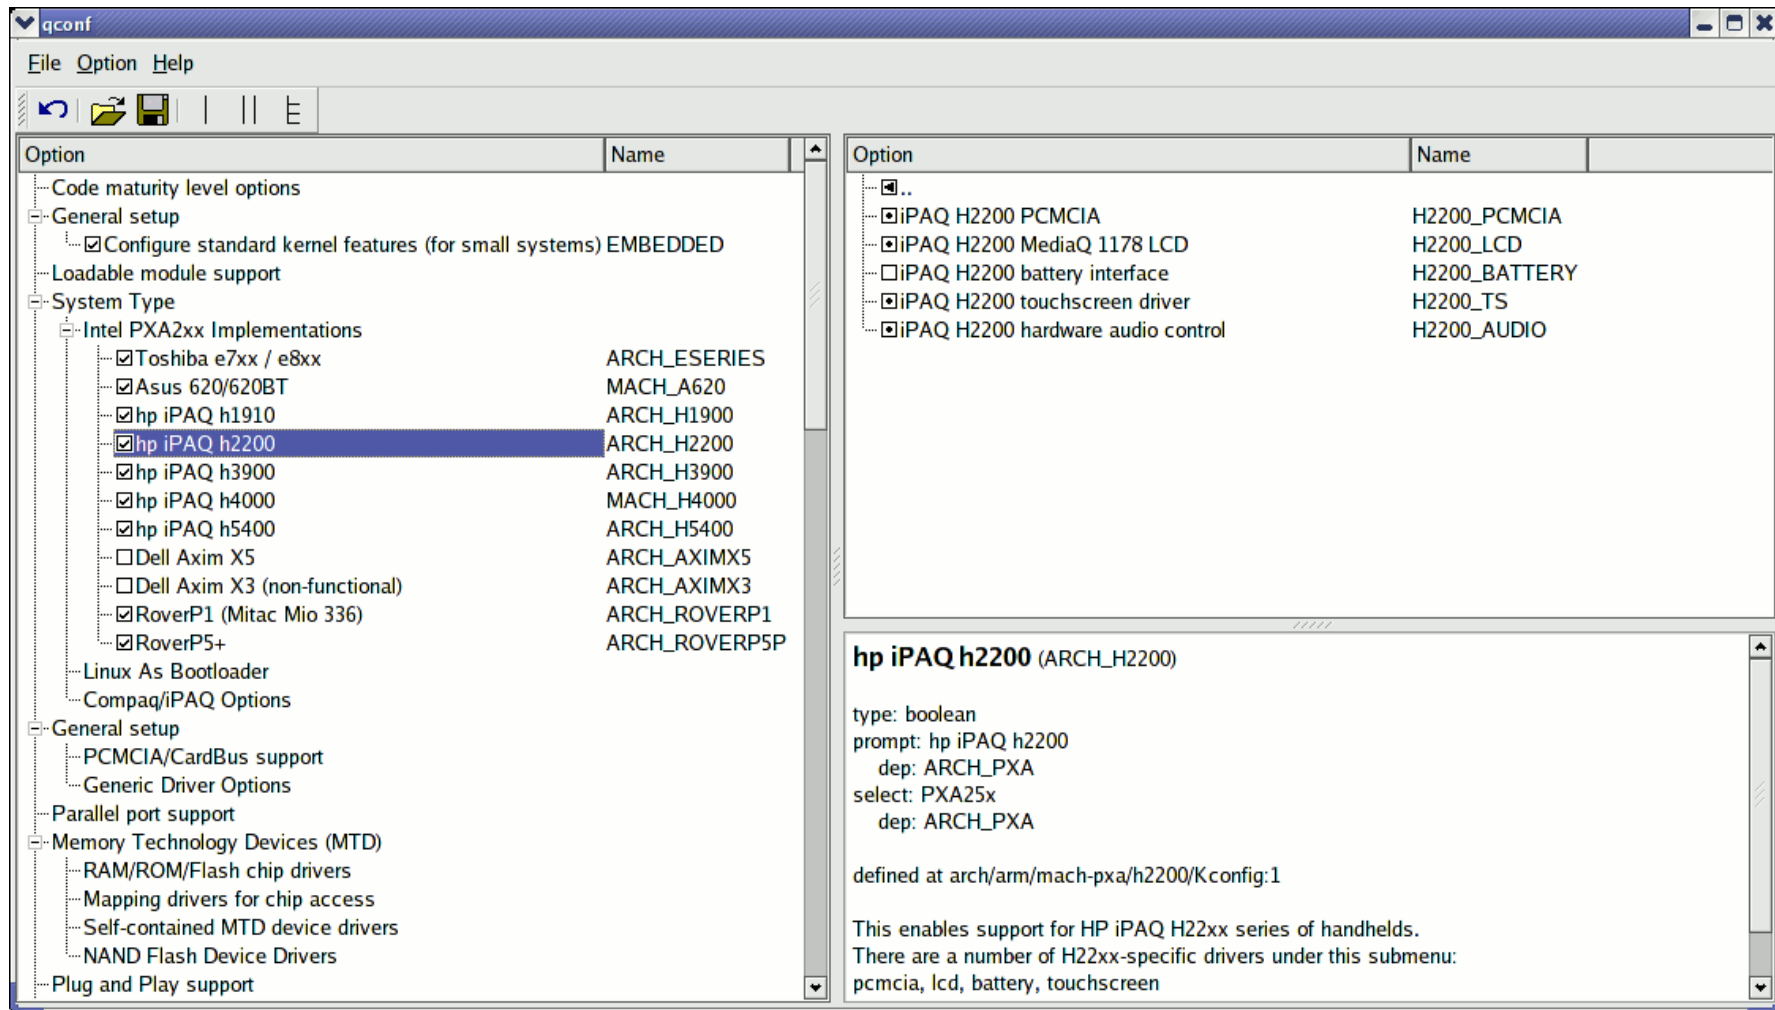 qconf
File Option Help
Option Name
Code maturity level options
General setup
Configure standard kernel features (for small systems) EMBEDDED
Loadable module support
System Type
Intel PXA2xx Implementations
Toshiba e7xx / e8xx ARCH_ESERIES
Asus 620/620BT MACH_A620
hp iPAQ h1910 ARCH_H1900
hp iPAQ h2200 ARCH_H2200
hp iPAQ h3900 ARCH_H3900
hp iPAQ h4000 MACH_H4000
hp iPAQ h5400 ARCH_H5400
Dell Axim X5 ARCH_AXIMX5
Dell Axim X3 (non-functional) ARCH_AXIMX3
RoverP1 (Mitac Mio 336) ARCH_ROVERP1
RoverP5+ ARCH_ROVERP5P
Linux As Bootloader
Compaq/iPAQ Options
General setup
PCMCIA/CardBus support
Generic Driver Options
Parallel port support
Memory Technology Devices (MTD)
RAM/ROM/Flash chip drivers
Mapping drivers for chip access
Self-contained MTD device drivers
NAND Flash Device Drivers
Plug and Play support
Option Name
..
iPAQ H2200 PCMCIA H2200_PCMCIA
iPAQ H2200 MediaQ 1178 LCD H2200_LCD
iPAQ H2200 battery interface H2200_BATTERY
iPAQ H2200 touchscreen driver H2200_TS
iPAQ H2200 hardware audio control H2200_AUDIO
hp iPAQ h2200 (ARCH_H2200)
type: boolean
prompt: hp iPAQ h2200
dep: ARCH_PXA
select: PXA25x
dep: ARCH_PXA
defined at arch/arm/mach-pxa/h2200/Kconfig:1
This enables support for HP iPAQ H22xx series of handhelds.
There are a number of H22xx-specific drivers under this submenu:
pcmcia, lcd, battery, touchscreen